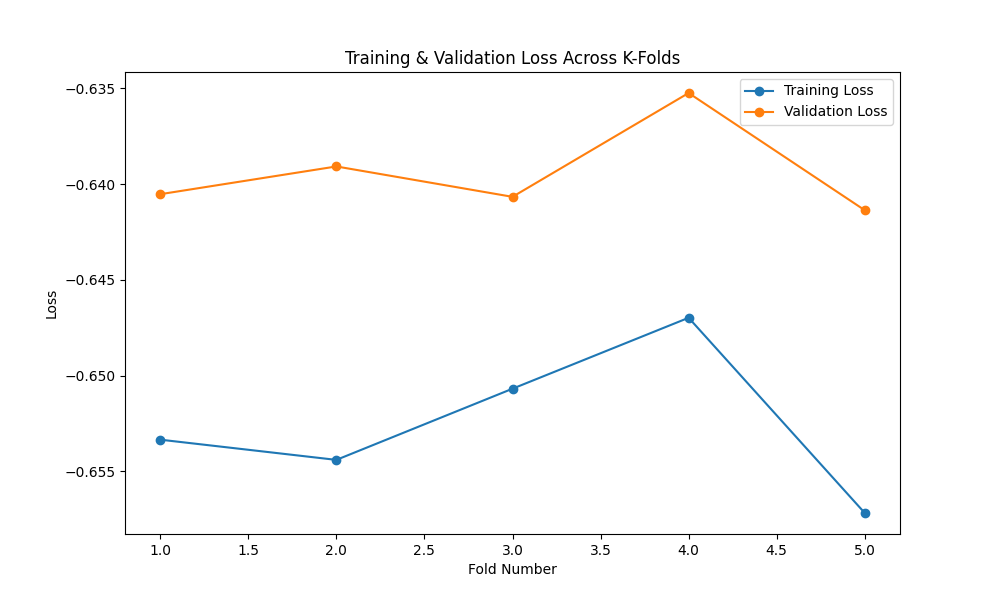 Training & Validation Loss Across K-Folds
Training Loss
Validation Loss
Loss
−0.635
−0.640
−0.645
−0.650
−0.655
1.0 1.5 2.0 2.5 3.0 3.5 4.0 4.5 5.0
Fold Number